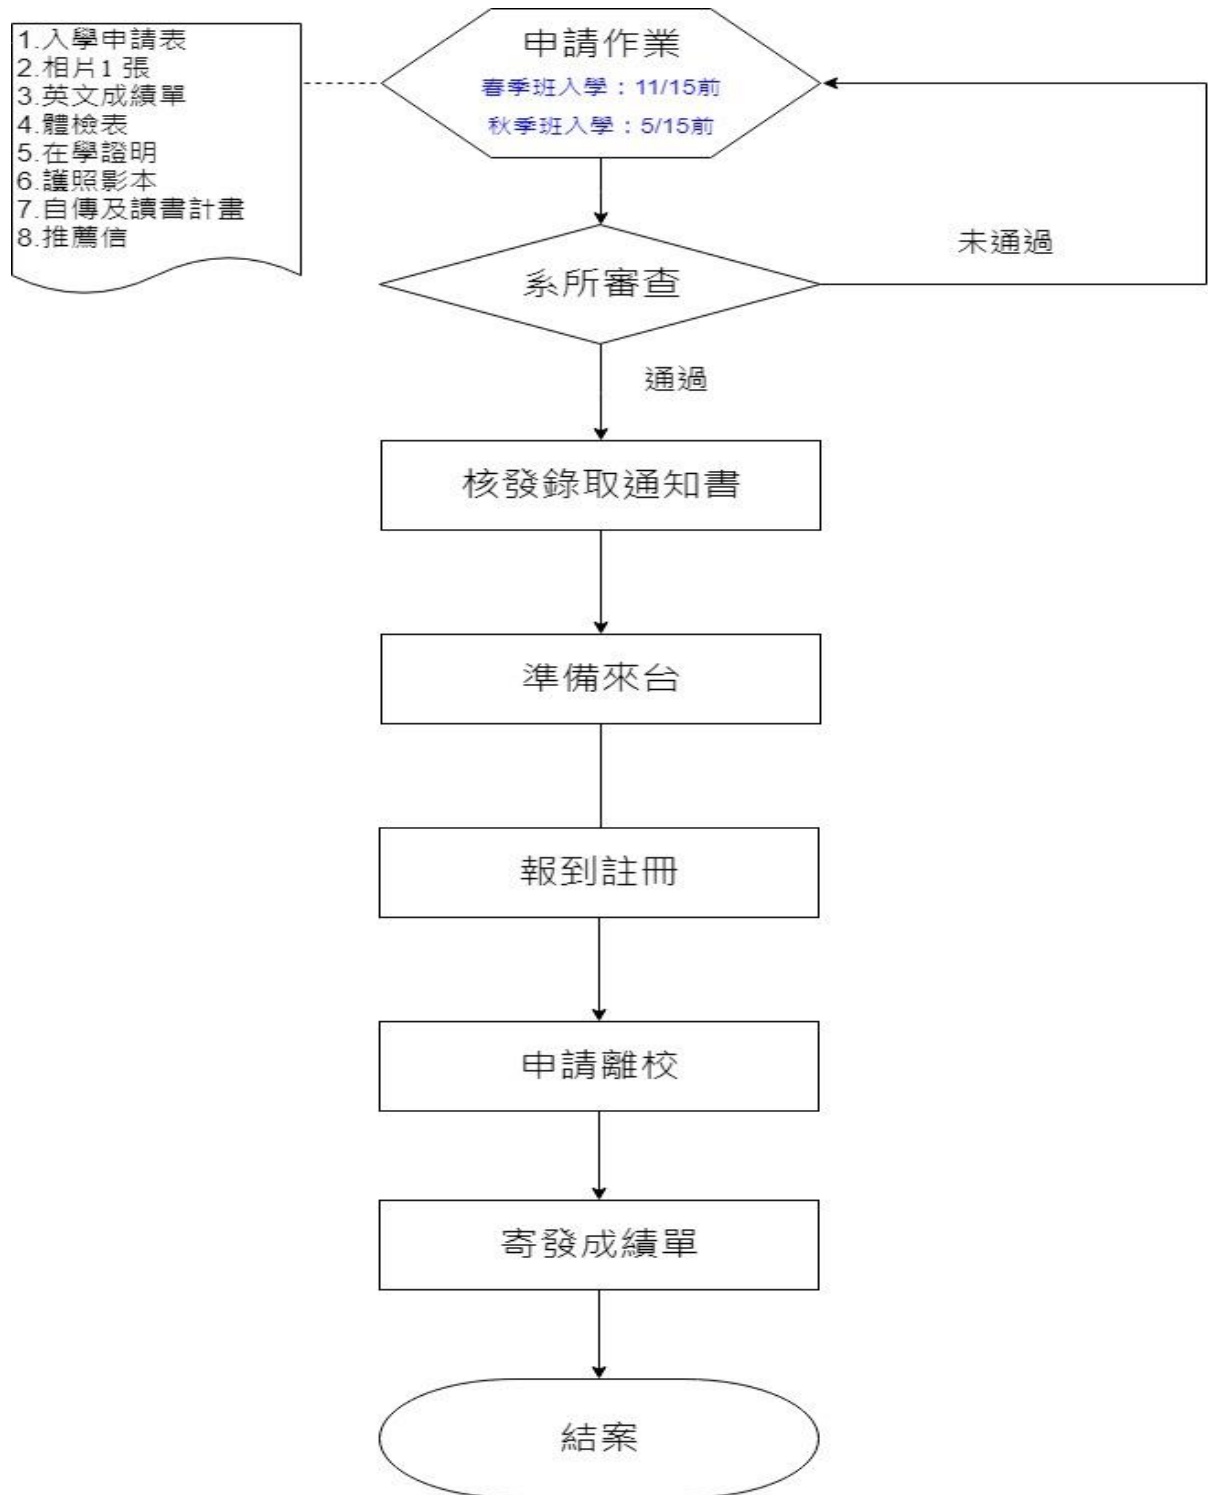 1.入學申請表
2.相片1 張
3.英文成績單
4.體檢表
5.在學證明
6.護照影本
7.自傳及讀書計畫
8.推薦信
申請作業
春季班入學：11/15前
秋季班入學：5/15前
系所審查
未通過
通過
核發錄取通知書
準備來台
報到註冊
申請離校
寄發成績單
結案